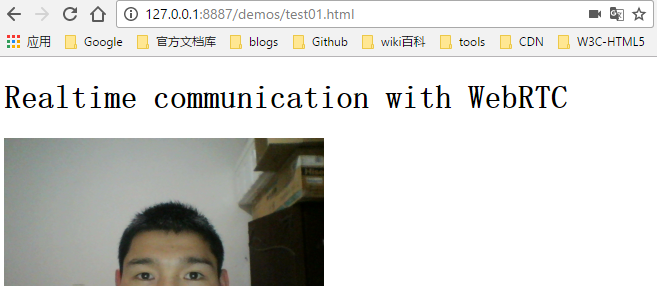 127.0.0.1:8887/demos/test01.html
应用 Google 官方文档库 blogs Github wiki百科 tools CDN W3C-HTML5
Realtime communication with WebRTC